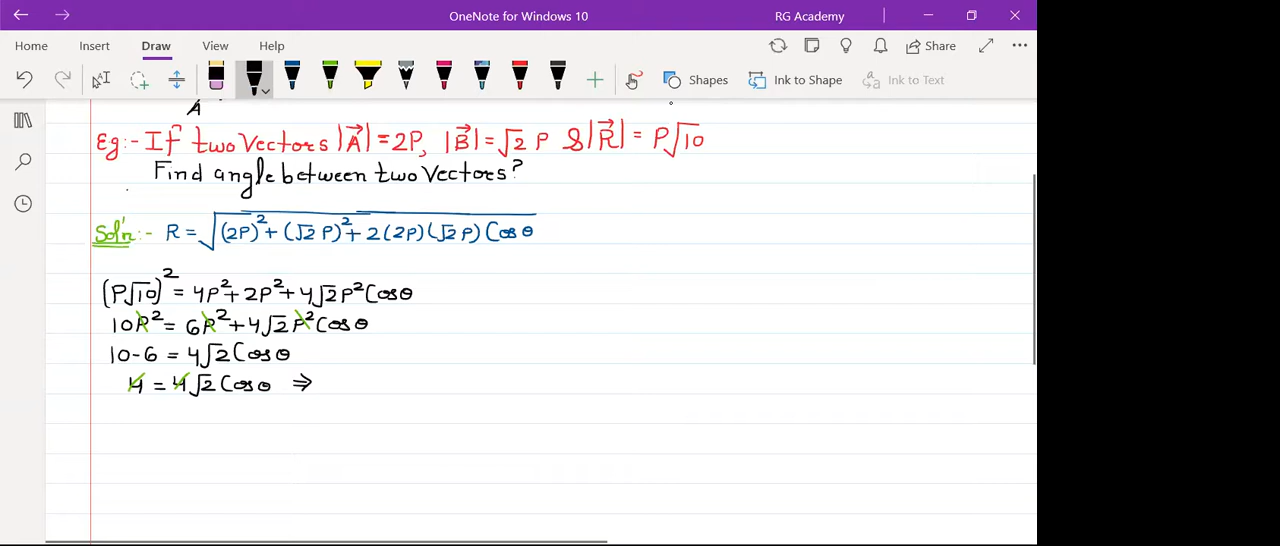 OneNote for Windows 10
RG Academy
Home Insert Draw View Help
Share
Shapes Ink to Shape Ink to Text
A
Eg:- If two Vectors |A⃗| = 2P, |B⃗| = √2 P & |R⃗| = P√10
Find angle between two Vectors?
Sol'n:- R = √((2P)² + (√2 P)² + 2(2P)(√2 P) Cos θ)
(P√10)² = 4P² + 2P² + 4√2P² Cos θ
10P² = 6P² + 4√2 P² Cos θ
10-6 = 4√2 Cos θ
4 = 4√2 Cos θ ⇒